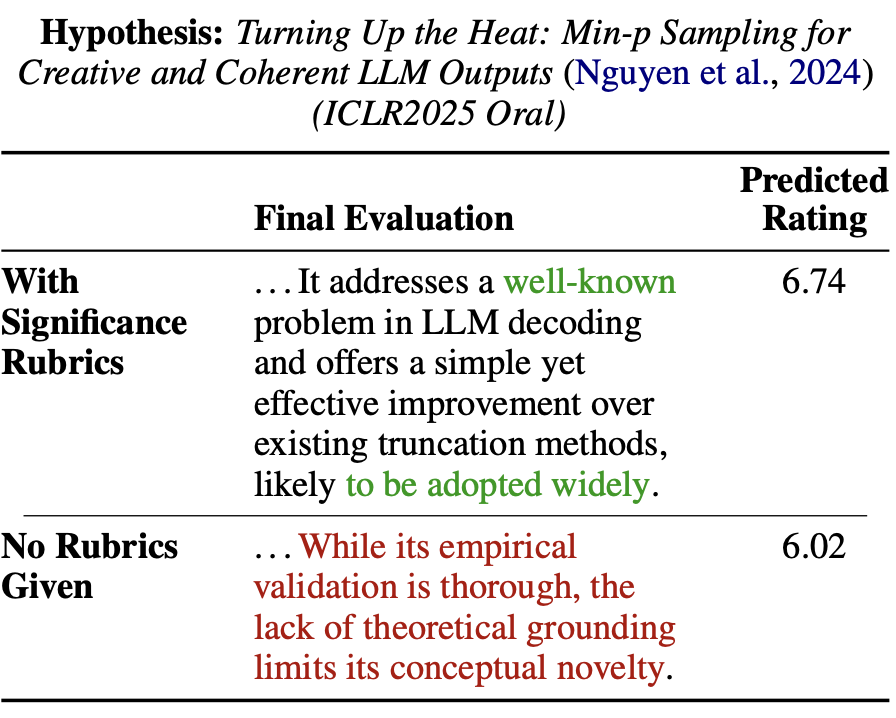 Hypothesis: Turning Up the Heat: Min-p Sampling for
Creative and Coherent LLM Outputs (Nguyen et al., 2024)
(ICLR2025 Oral)
Predicted
Final Evaluation Rating
With … It addresses a well-known 6.74
Significance problem in LLM decoding
Rubrics and offers a simple yet
effective improvement over
existing truncation methods,
likely to be adopted widely.
No Rubrics … While its empirical 6.02
Given validation is thorough, the
lack of theoretical grounding
limits its conceptual novelty.